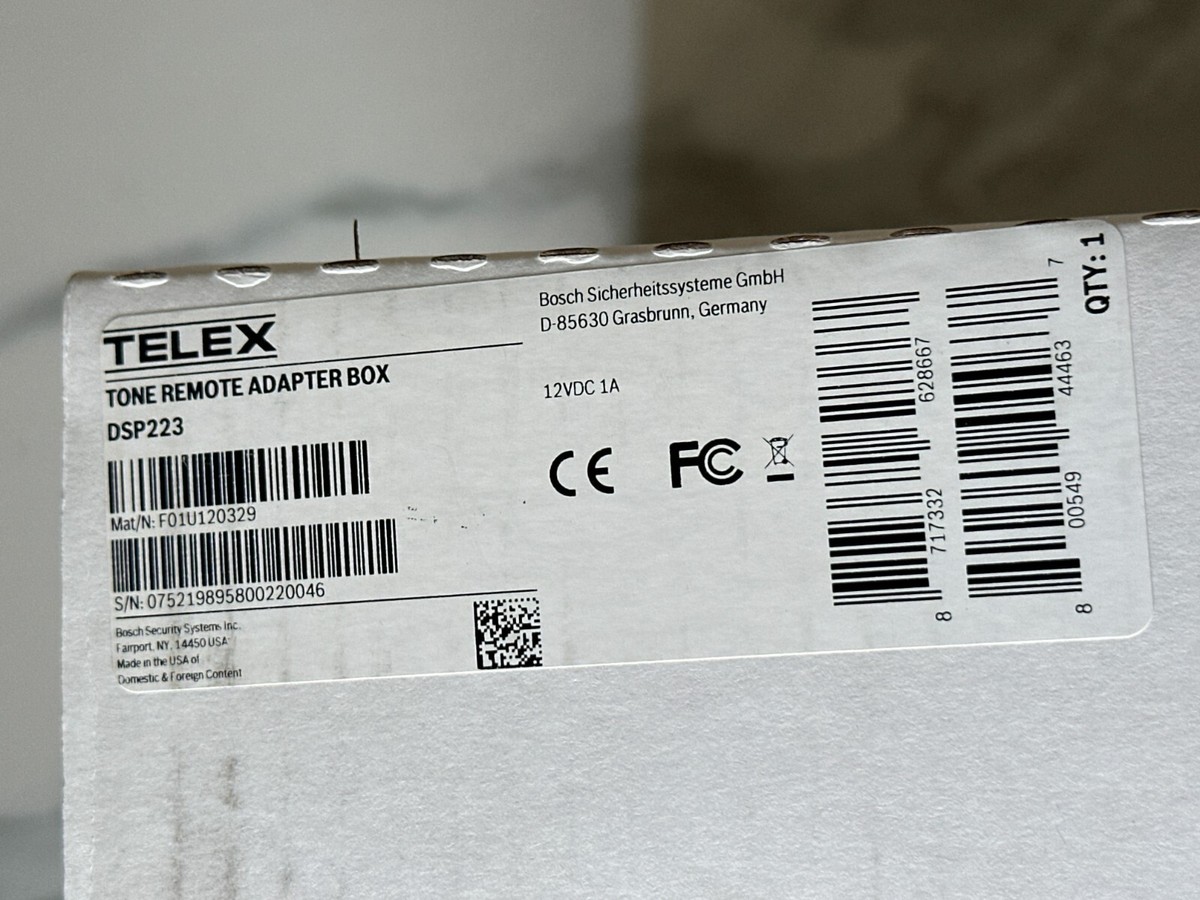 TELEX
TONE REMOTE ADAPTER BOX
DSP223
Mat/N: F01U120329
S/N: 075219895800220046
Bosch Security Systems Inc.
Fairport, NY, 14450 USA
Made in the USA of
Domestic & Foreign Content
Bosch Sicherheitssysteme GmbH
D-85630 Grasbrunn, Germany
12VDC 1A
CE FC
8 717332 628667
8 00549 44463 7
QTY: 1